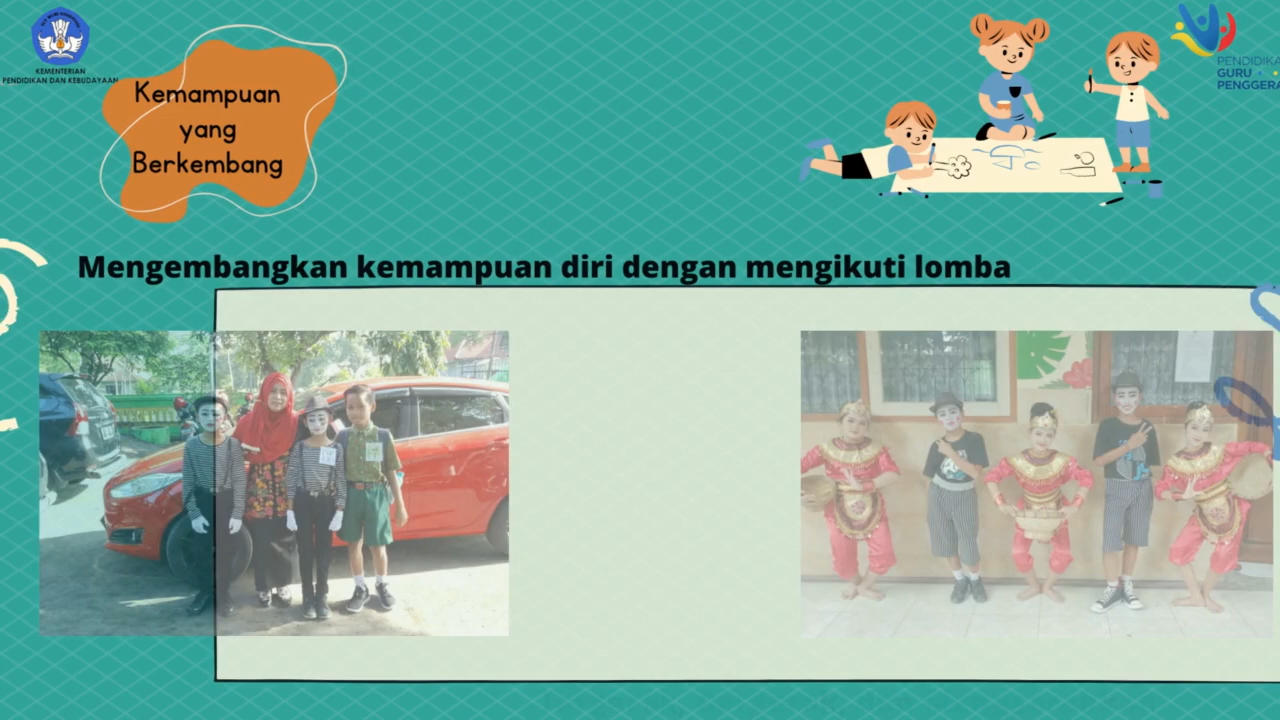 KEMENTERIAN
PENDIDIKAN DAN KEBUDAYAAN
Kemampuan
yang
Berkembang
PENDIDIKA
GURU
PENGGERA
Mengembangkan kemampuan diri dengan mengikuti lomba